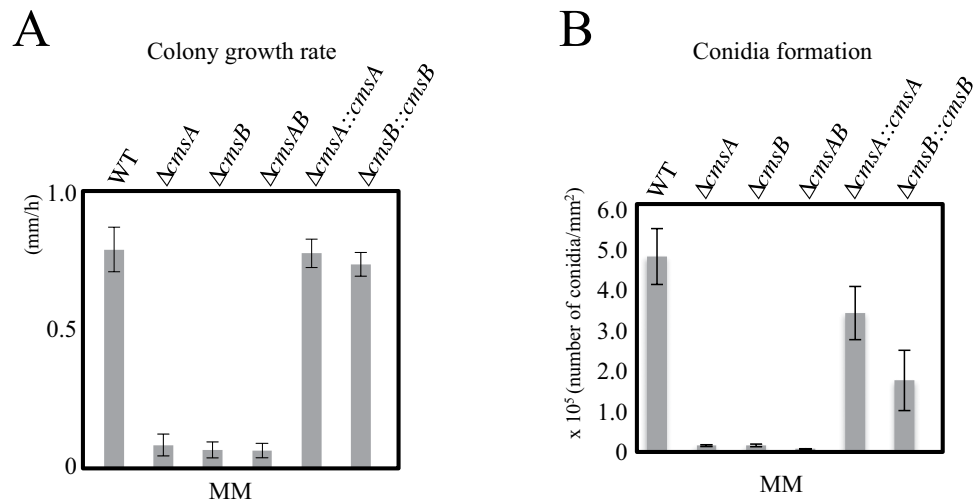 A
Colony growth rate
WT
ΔcmsA
ΔcmsB
ΔcmsAB
ΔcmsA::cmsA
ΔcmsB::cmsB
(mm/h)
1.0
0.5
0
MM
B
Conidia formation
WT
ΔcmsA
ΔcmsB
ΔcmsAB
ΔcmsA::cmsA
ΔcmsB::cmsB
x 10⁵ (number of conidia/mm²)
6.0
5.0
4.0
3.0
2.0
1.0
0
MM